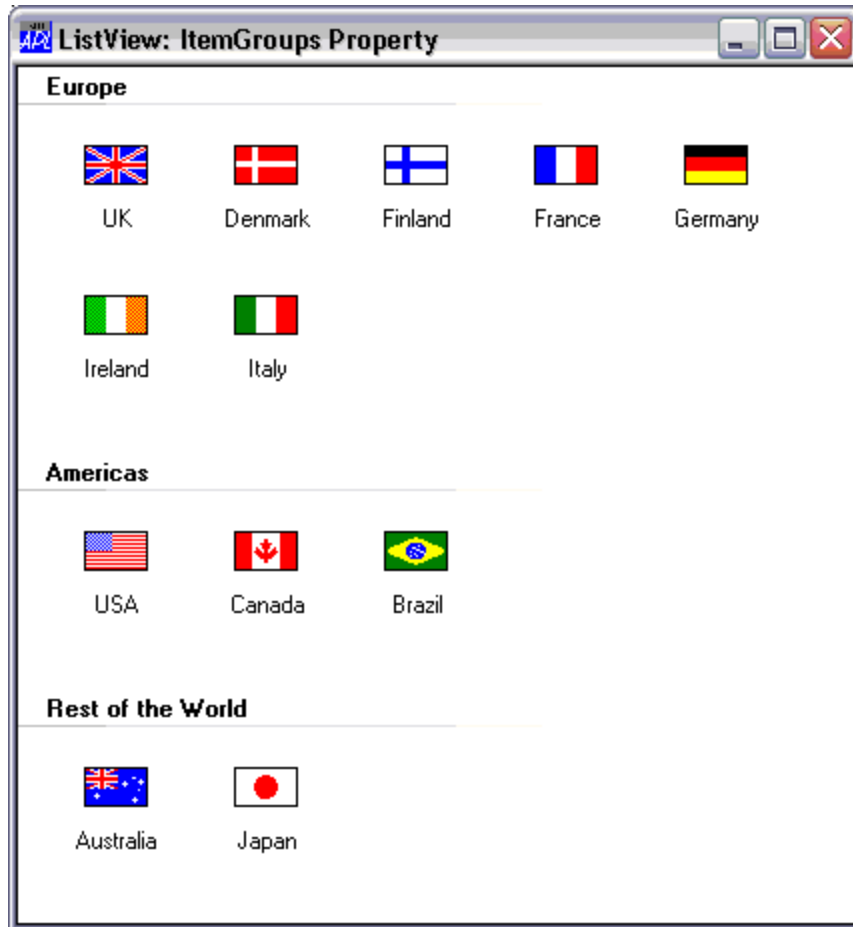 ListView: ItemGroups Property
Europe
UK Denmark Finland France Germany
Ireland Italy
Americas
USA Canada Brazil
Rest of the World
Australia Japan